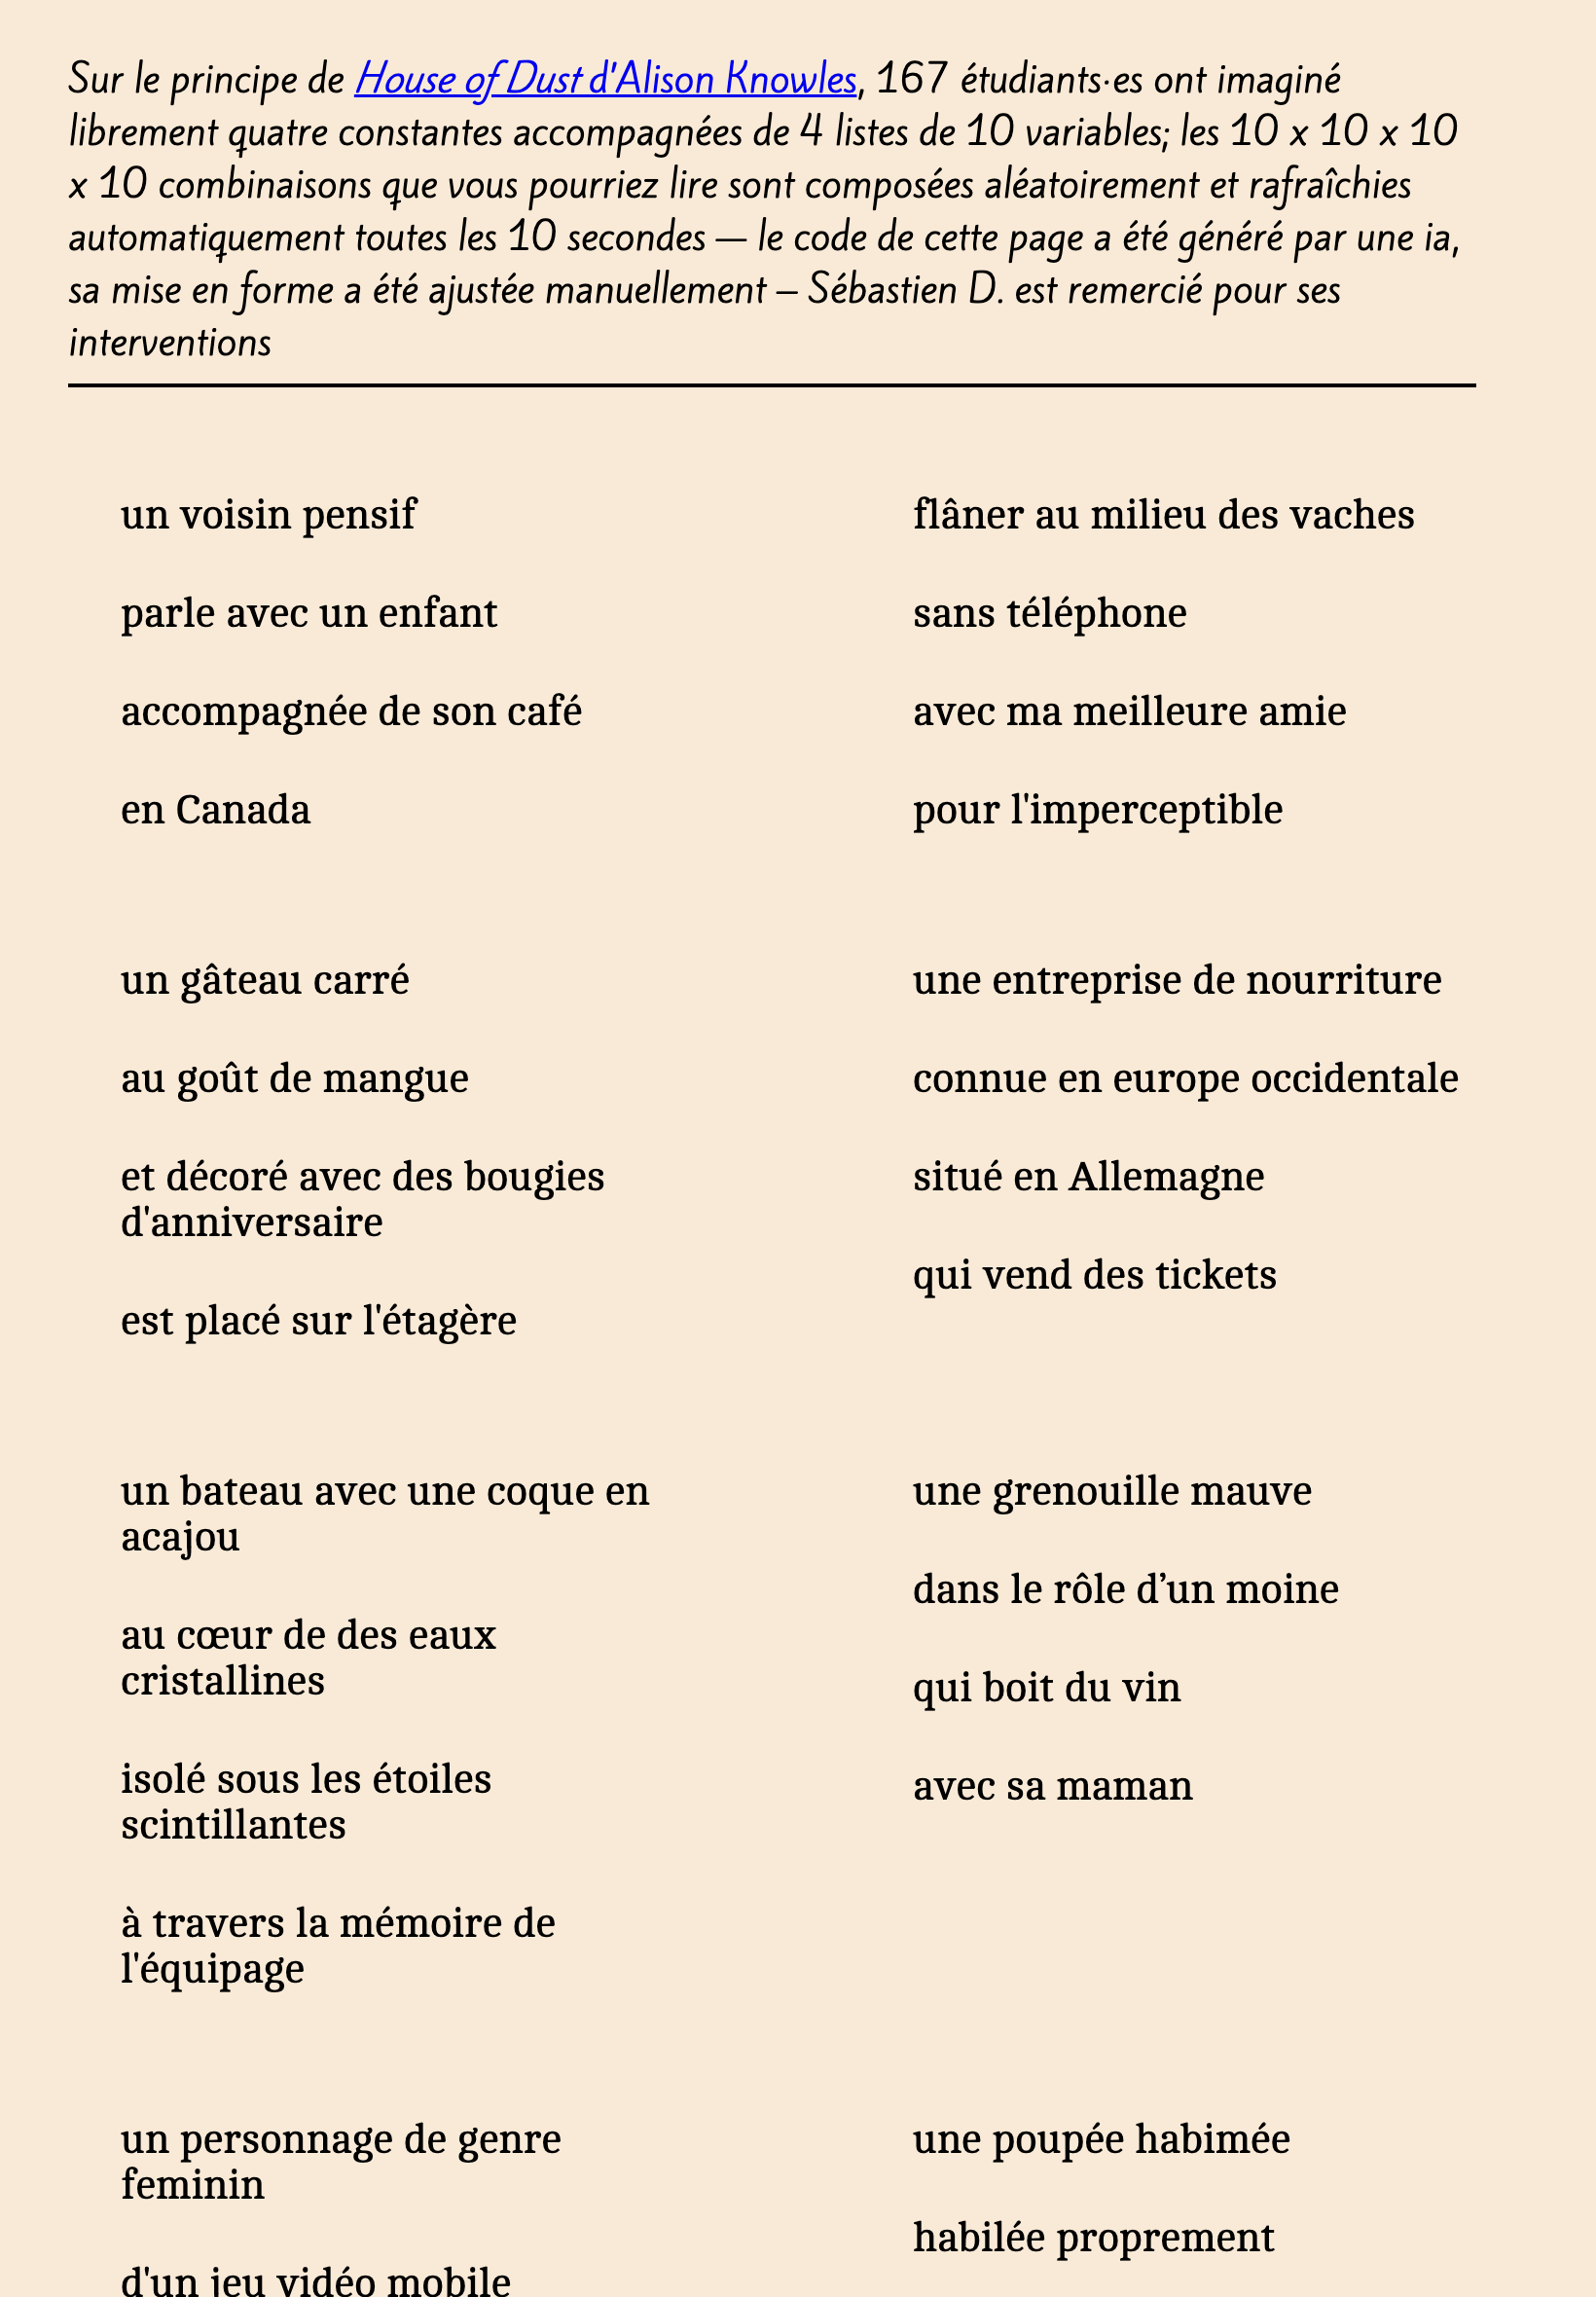 Sur le principe de House of Dust d'Alison Knowles, 167 étudiants·es ont imaginé
librement quatre constantes accompagnées de 4 listes de 10 variables; les 10 x 10 x 10
x 10 combinaisons que vous pourriez lire sont composées aléatoirement et rafraîchies
automatiquement toutes les 10 secondes — le code de cette page a été généré par une ia,
sa mise en forme a été ajustée manuellement – Sébastien D. est remercié pour ses
interventions
un voisin pensif
parle avec un enfant
accompagnée de son café
en Canada
flâner au milieu des vaches
sans téléphone
avec ma meilleure amie
pour l'imperceptible
un gâteau carré
au goût de mangue
et décoré avec des bougies
d'anniversaire
est placé sur l'étagère
une entreprise de nourriture
connue en europe occidentale
situé en Allemagne
qui vend des tickets
un bateau avec une coque en
acajou
au cœur de des eaux
cristallines
isolé sous les étoiles
scintillantes
à travers la mémoire de
l'équipage
une grenouille mauve
dans le rôle d’un moine
qui boit du vin
avec sa maman
un personnage de genre
feminin
d'un jeu vidéo mobile
une poupée habimée
habilée proprement